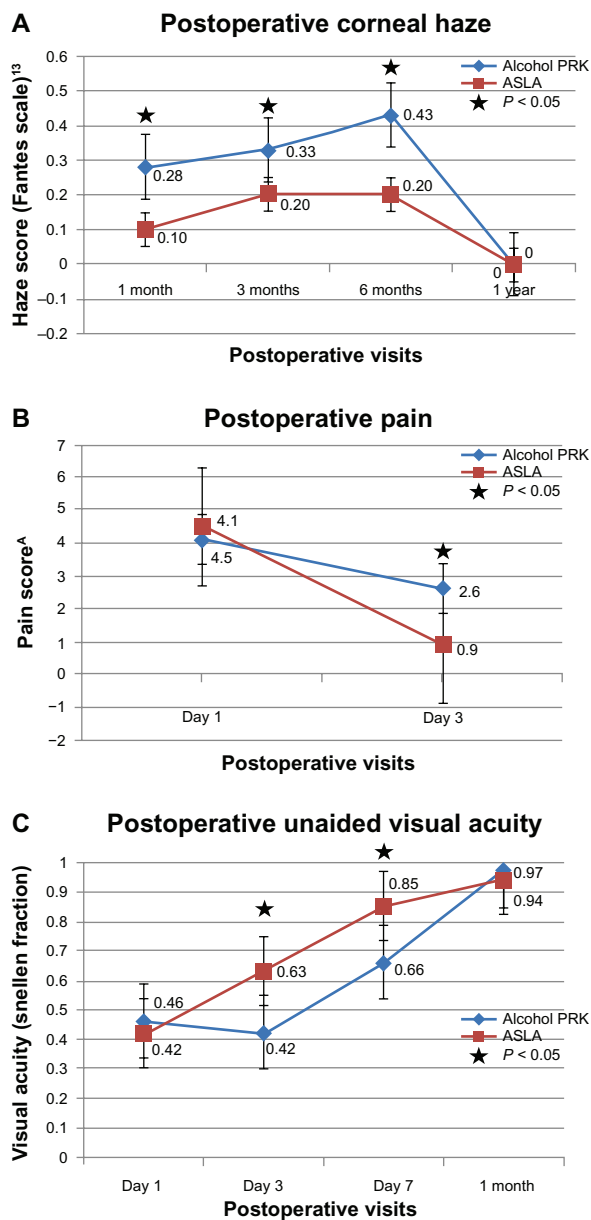 A
Postoperative corneal haze
Haze score (Fantes scale)¹³
0.6
0.5
0.4
0.3
0.2
0.1
0
–0.1
–0.2
Alcohol PRK
ASLA
P < 0.05
0.28
0.33
0.43
0
0.10
0.20
0.20
0
1 month
3 months
6 months
1 year
Postoperative visits
B
Postoperative pain
Pain scoreᴬ
7
6
5
4
3
2
1
0
−1
−2
Alcohol PRK
ASLA
P < 0.05
4.1
4.5
2.6
0.9
Day 1
Day 3
Postoperative visits
C
Postoperative unaided visual acuity
Visual acuity (snellen fraction)
1
0.9
0.8
0.7
0.6
0.5
0.4
0.3
0.2
0.1
0
0.46
0.42
0.63
0.42
0.85
0.66
0.97
0.94
Alcohol PRK
ASLA
P < 0.05
Day 1
Day 3
Day 7
1 month
Postoperative visits